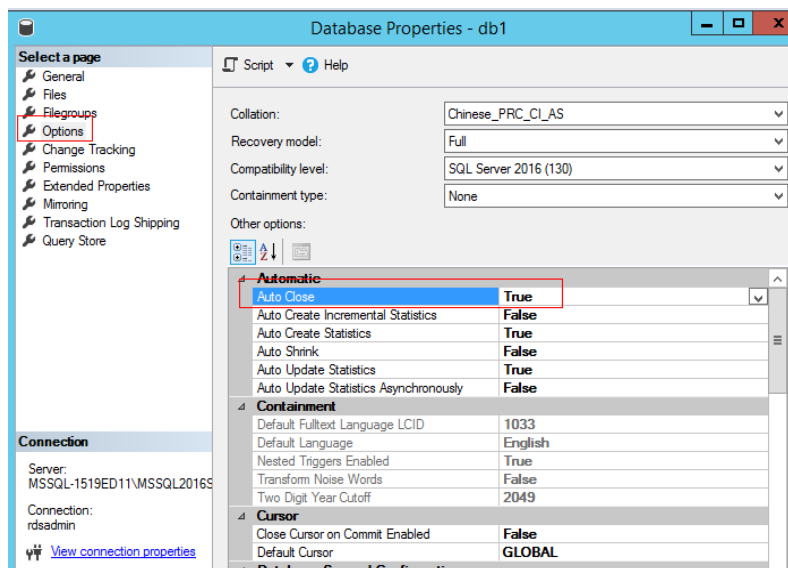 Database Properties - db1
Select a page
General
Files
Filegroups
Options
Change Tracking
Permissions
Extended Properties
Mirroring
Transaction Log Shipping
Query Store
Script
Help
Collation: Chinese_PRC_CI_AS
Recovery model: Full
Compatibility level: SQL Server 2016 (130)
Containment type: None
Other options:
Automatic
Auto Close True
Auto Create Incremental Statistics False
Auto Create Statistics True
Auto Shrink False
Auto Update Statistics True
Auto Update Statistics Asynchronously False
Containment
Default Fulltext Language LCID 1033
Default Language English
Nested Triggers Enabled True
Transform Noise Words False
Two Digit Year Cutoff 2049
Cursor
Close Cursor on Commit Enabled False
Default Cursor GLOBAL
Connection
Server:
MSSQL-1519ED11\MSSQL2016S
Connection:
rdsadmin
View connection properties